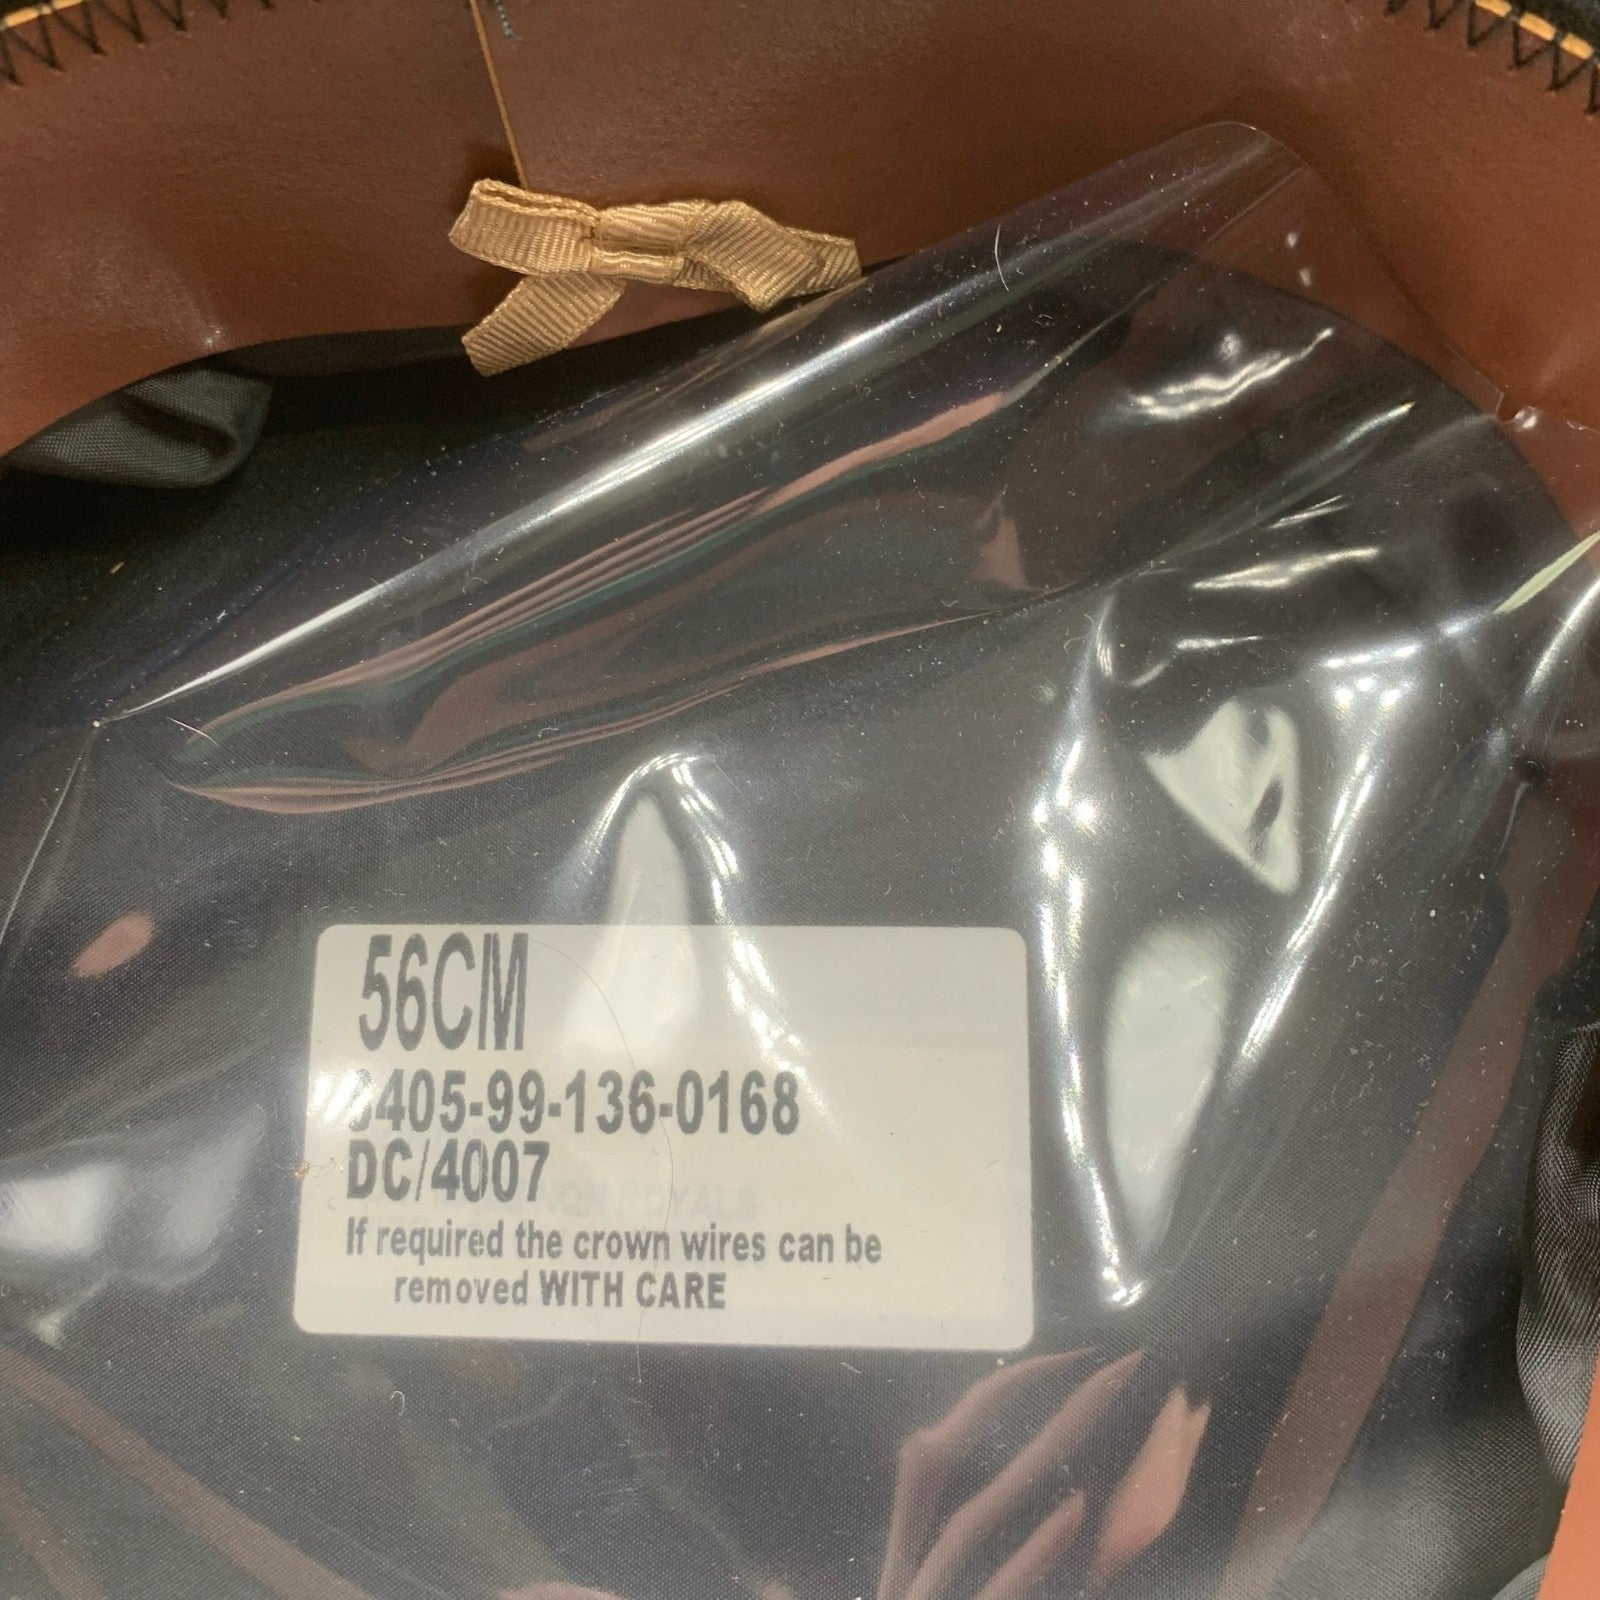 56CM
8405-99-136-0168
DC/4007
If required the crown wires can be
removed WITH CARE